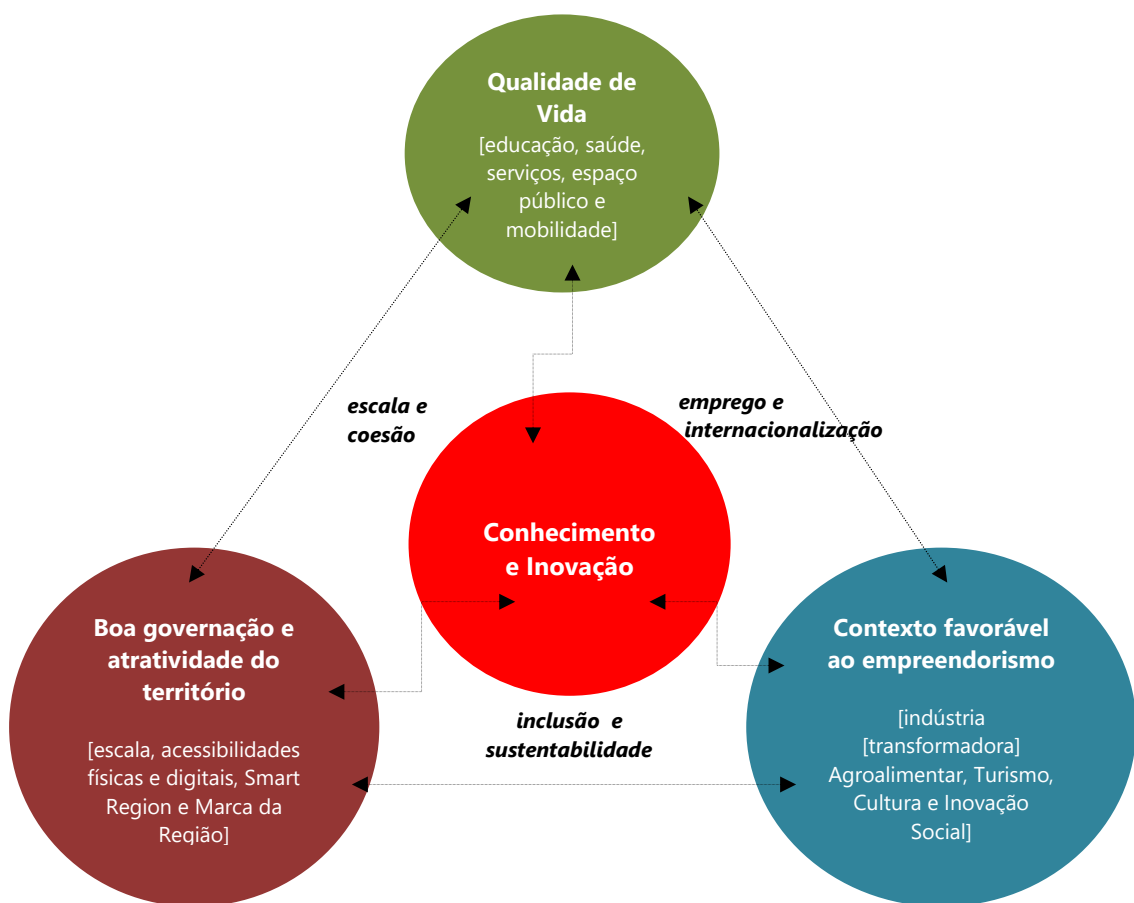 Qualidade de
Vida
[educação, saúde,
serviços, espaço
público e
mobilidade]
escala e
coesão
emprego e
internacionalização
Conhecimento
e Inovação
Boa governação e
atratividade do
território
[escala, acessibilidades
físicas e digitais, Smart
Region e Marca da
Região]
inclusão e
sustentabilidade
Contexto favorável
ao empreendorismo
[indústria
[transformadora]
Agroalimentar, Turismo,
Cultura e Inovação
Social]